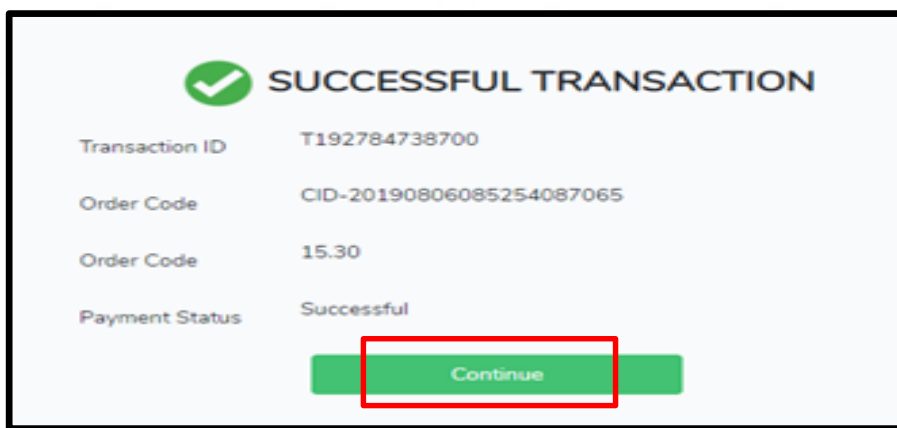 SUCCESSFUL TRANSACTION
Transaction ID T192784738700
Order Code CID-20190806085254087065
Order Code 15.30
Payment Status Successful
Continue